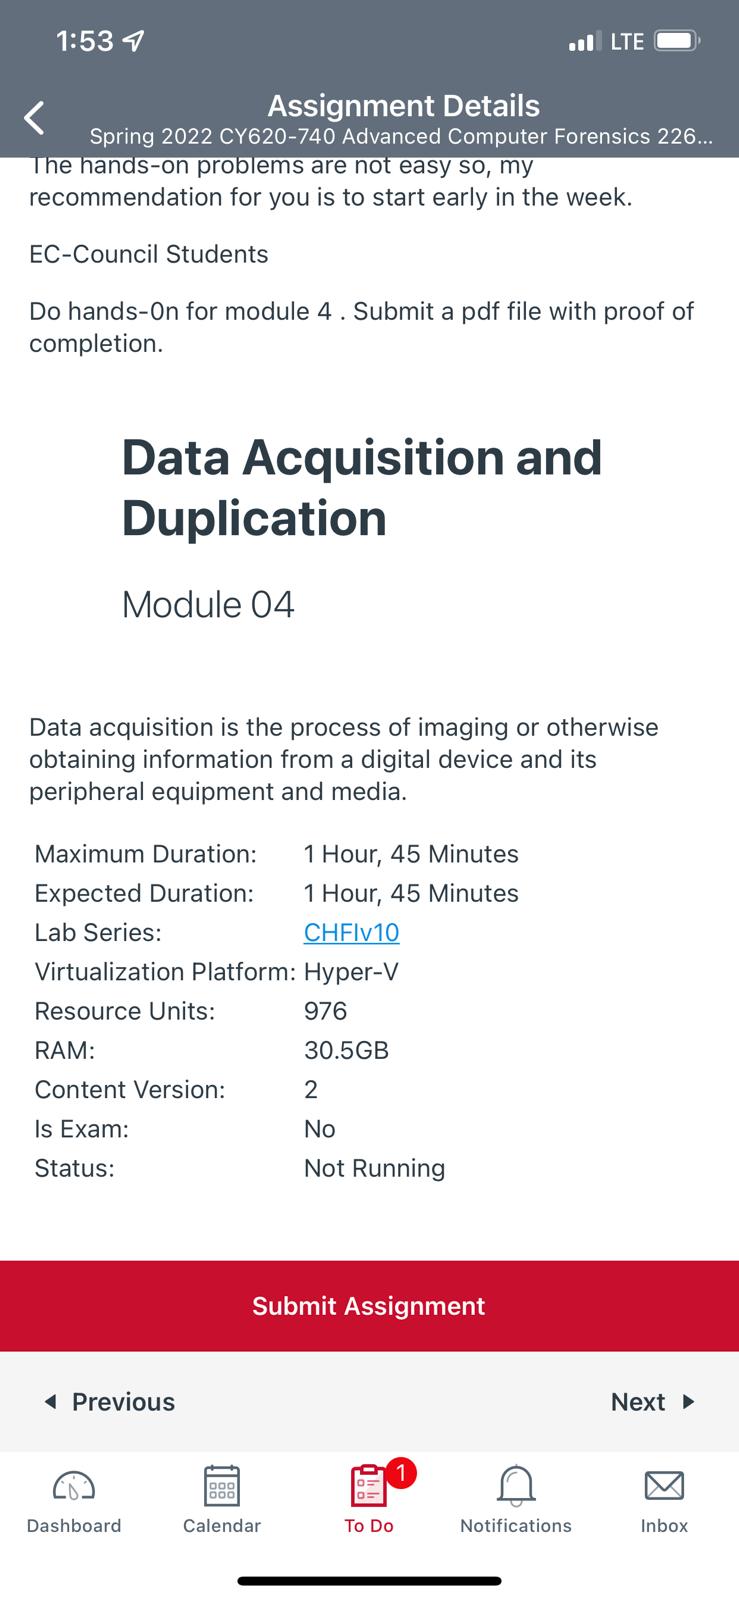 1:53
LTE
Assignment Details
Spring 2022 CY620-740 Advanced Computer Forensics 226...
The hands-on problems are not easy so, my
recommendation for you is to start early in the week.
EC-Council Students
Do hands-0n for module 4 . Submit a pdf file with proof of
completion.
Data Acquisition and
Duplication
Module 04
Data acquisition is the process of imaging or otherwise
obtaining information from a digital device and its
peripheral equipment and media.
Maximum Duration: 1 Hour, 45 Minutes
Expected Duration: 1 Hour, 45 Minutes
Lab Series: CHFIv10
Virtualization Platform: Hyper-V
Resource Units: 976
RAM: 30.5GB
Content Version: 2
Is Exam: No
Status: Not Running
Submit Assignment
Previous Next
1
Dashboard Calendar To Do Notifications Inbox